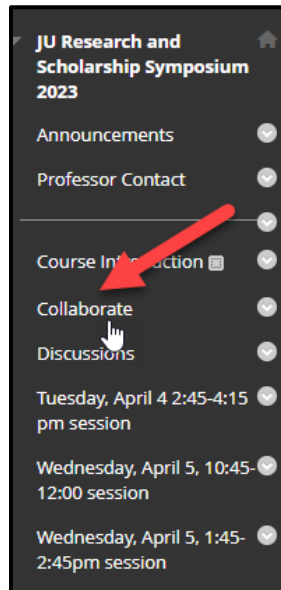 JU Research and
Scholarship Symposium
2023
Announcements
Professor Contact
Course Introduction
Collaborate
Discussions
Tuesday, April 4 2:45-4:15
pm session
Wednesday, April 5, 10:45-
12:00 session
Wednesday, April 5, 1:45-
2:45pm session